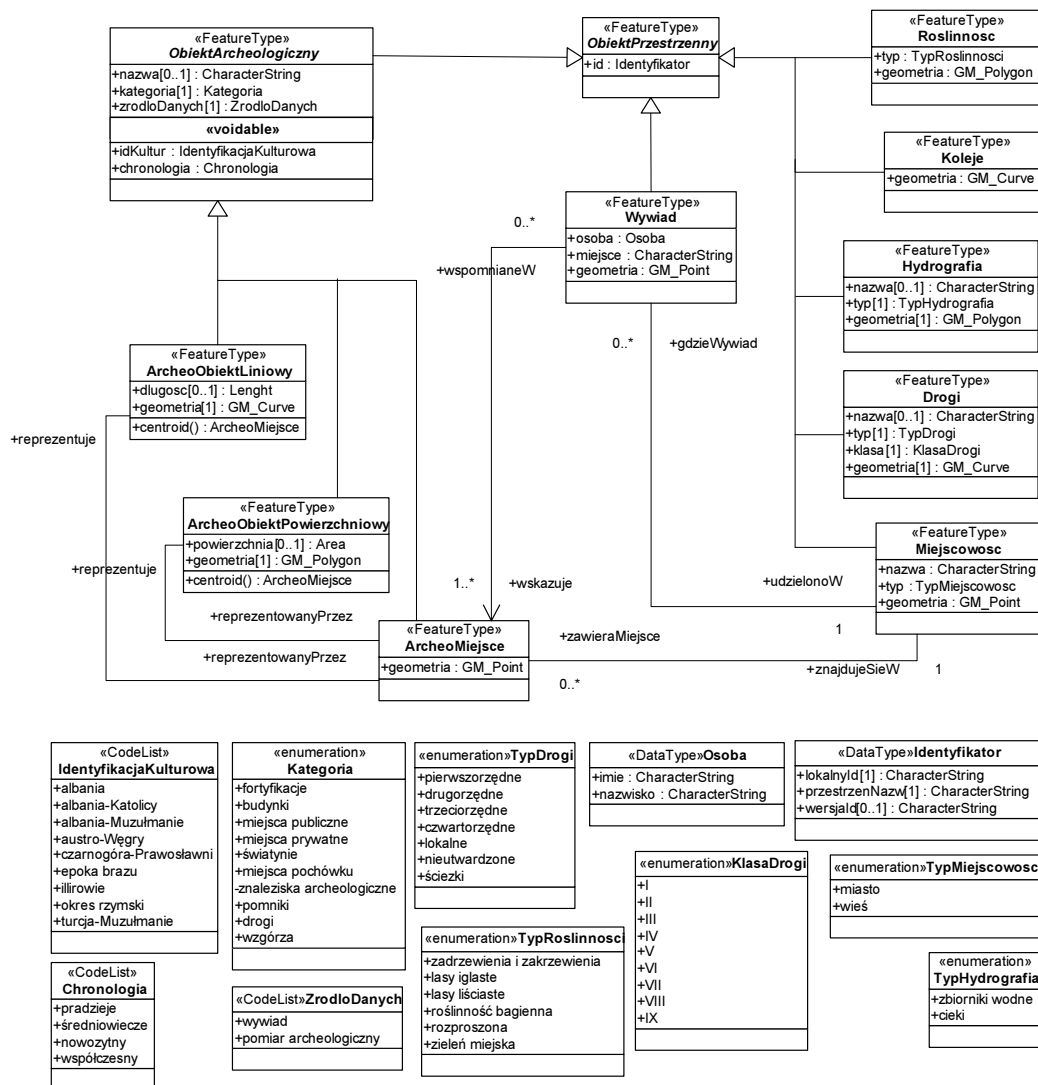 «FeatureType»
ObiektArcheologiczny
+nazwa[0..1] : CharacterString
+kategoria[1] : Kategoria
+zrodloDanych[1] : ZrodloDanych
«voidable»
+idKultur : IdentyfikacjaKulturowa
+chronologia : Chronologia
«FeatureType»
ObiektPrzestrzenny
+id : Identyfikator
«FeatureType»
Roslinnosc
+typ : TypRoslinnosci
+geometria : GM_Polygon
«FeatureType»
Koleje
+geometria : GM_Curve
«FeatureType»
Wywiad
+osoba : Osoba
+miejsce : CharacterString
+geometria : GM_Point
0..*
+wspomnianeW
«FeatureType»
Hydrografia
+nazwa[0..1] : CharacterString
+typ[1] : TypHydrografia
+geometria[1] : GM_Polygon
0..*
+gdzieWywiad
«FeatureType»
ArcheoObiektLiniowy
+dlugosc[0..1] : Lenght
+geometria[1] : GM_Curve
+centroid() : ArcheoMiejsce
+reprezentuje
«FeatureType»
Drogi
+nazwa[0..1] : CharacterString
+typ[1] : TypDrogi
+klasa[1] : KlasaDrogi
+geometria[1] : GM_Curve
«FeatureType»
ArcheoObiektPowierzchniowy
+powierzchnia[0..1] : Area
+geometria[1] : GM_Polygon
+centroid() : ArcheoMiejsce
+reprezentuje
«FeatureType»
Miejscowosc
+nazwa : CharacterString
+typ : TypMiejscowosc
+geometria : GM_Point
1..*
+wskazuje
+udzielonoW
1
+reprezentowanyPrzez
+reprezentowanyPrzez
«FeatureType»
ArcheoMiejsce
+geometria : GM_Point
+zawieraMiejsce
0..*
+znajdujeSieW
1
«CodeList»
IdentyfikacjaKulturowa
+albania
+albania-Katolicy
+albania-Muzułmanie
+austro-Węgry
+czarnogóra-Prawosławni
+epoka brazu
+illirowie
+okres rzymski
+turcja-Muzułmanie
«enumeration»
Kategoria
+fortyfikacje
+budynki
+miejsca publiczne
+miejsca prywatne
+światynie
+miejsca pochówku
-znaleziska archeologiczne
+pomniki
+drogi
+wzgórza
«enumeration»TypDrogi
+pierwszorzędne
+drugorzędne
+trzeciorzędne
+czwartorzędne
+lokalne
+nieutwardzone
+ściezki
«DataType»Osoba
+imie : CharacterString
+nazwisko : CharacterString
«DataType»Identyfikator
+lokalnyId[1] : CharacterString
+przestrzenNazw[1] : CharacterString
+wersjaId[0..1] : CharacterString
«enumeration»KlasaDrogi
+I
+II
+III
+IV
+V
+VI
+VII
+VIII
+IX
«enumeration»TypMiejscowosc
+miasto
+wieś
«CodeList»
Chronologia
+pradzieje
+średniowiecze
+nowozytny
+współczesny
«CodeList»ZrodloDanych
+wywiad
+pomiar archeologiczny
«enumeration»TypRoslinnosci
+zadrzewienia i zakrzewienia
+lasy iglaste
+lasy liściaste
+roślinność bagienna
+rozproszona
+zieleń miejska
«enumeration»
TypHydrografia
+zbiorniki wodne
+cieki